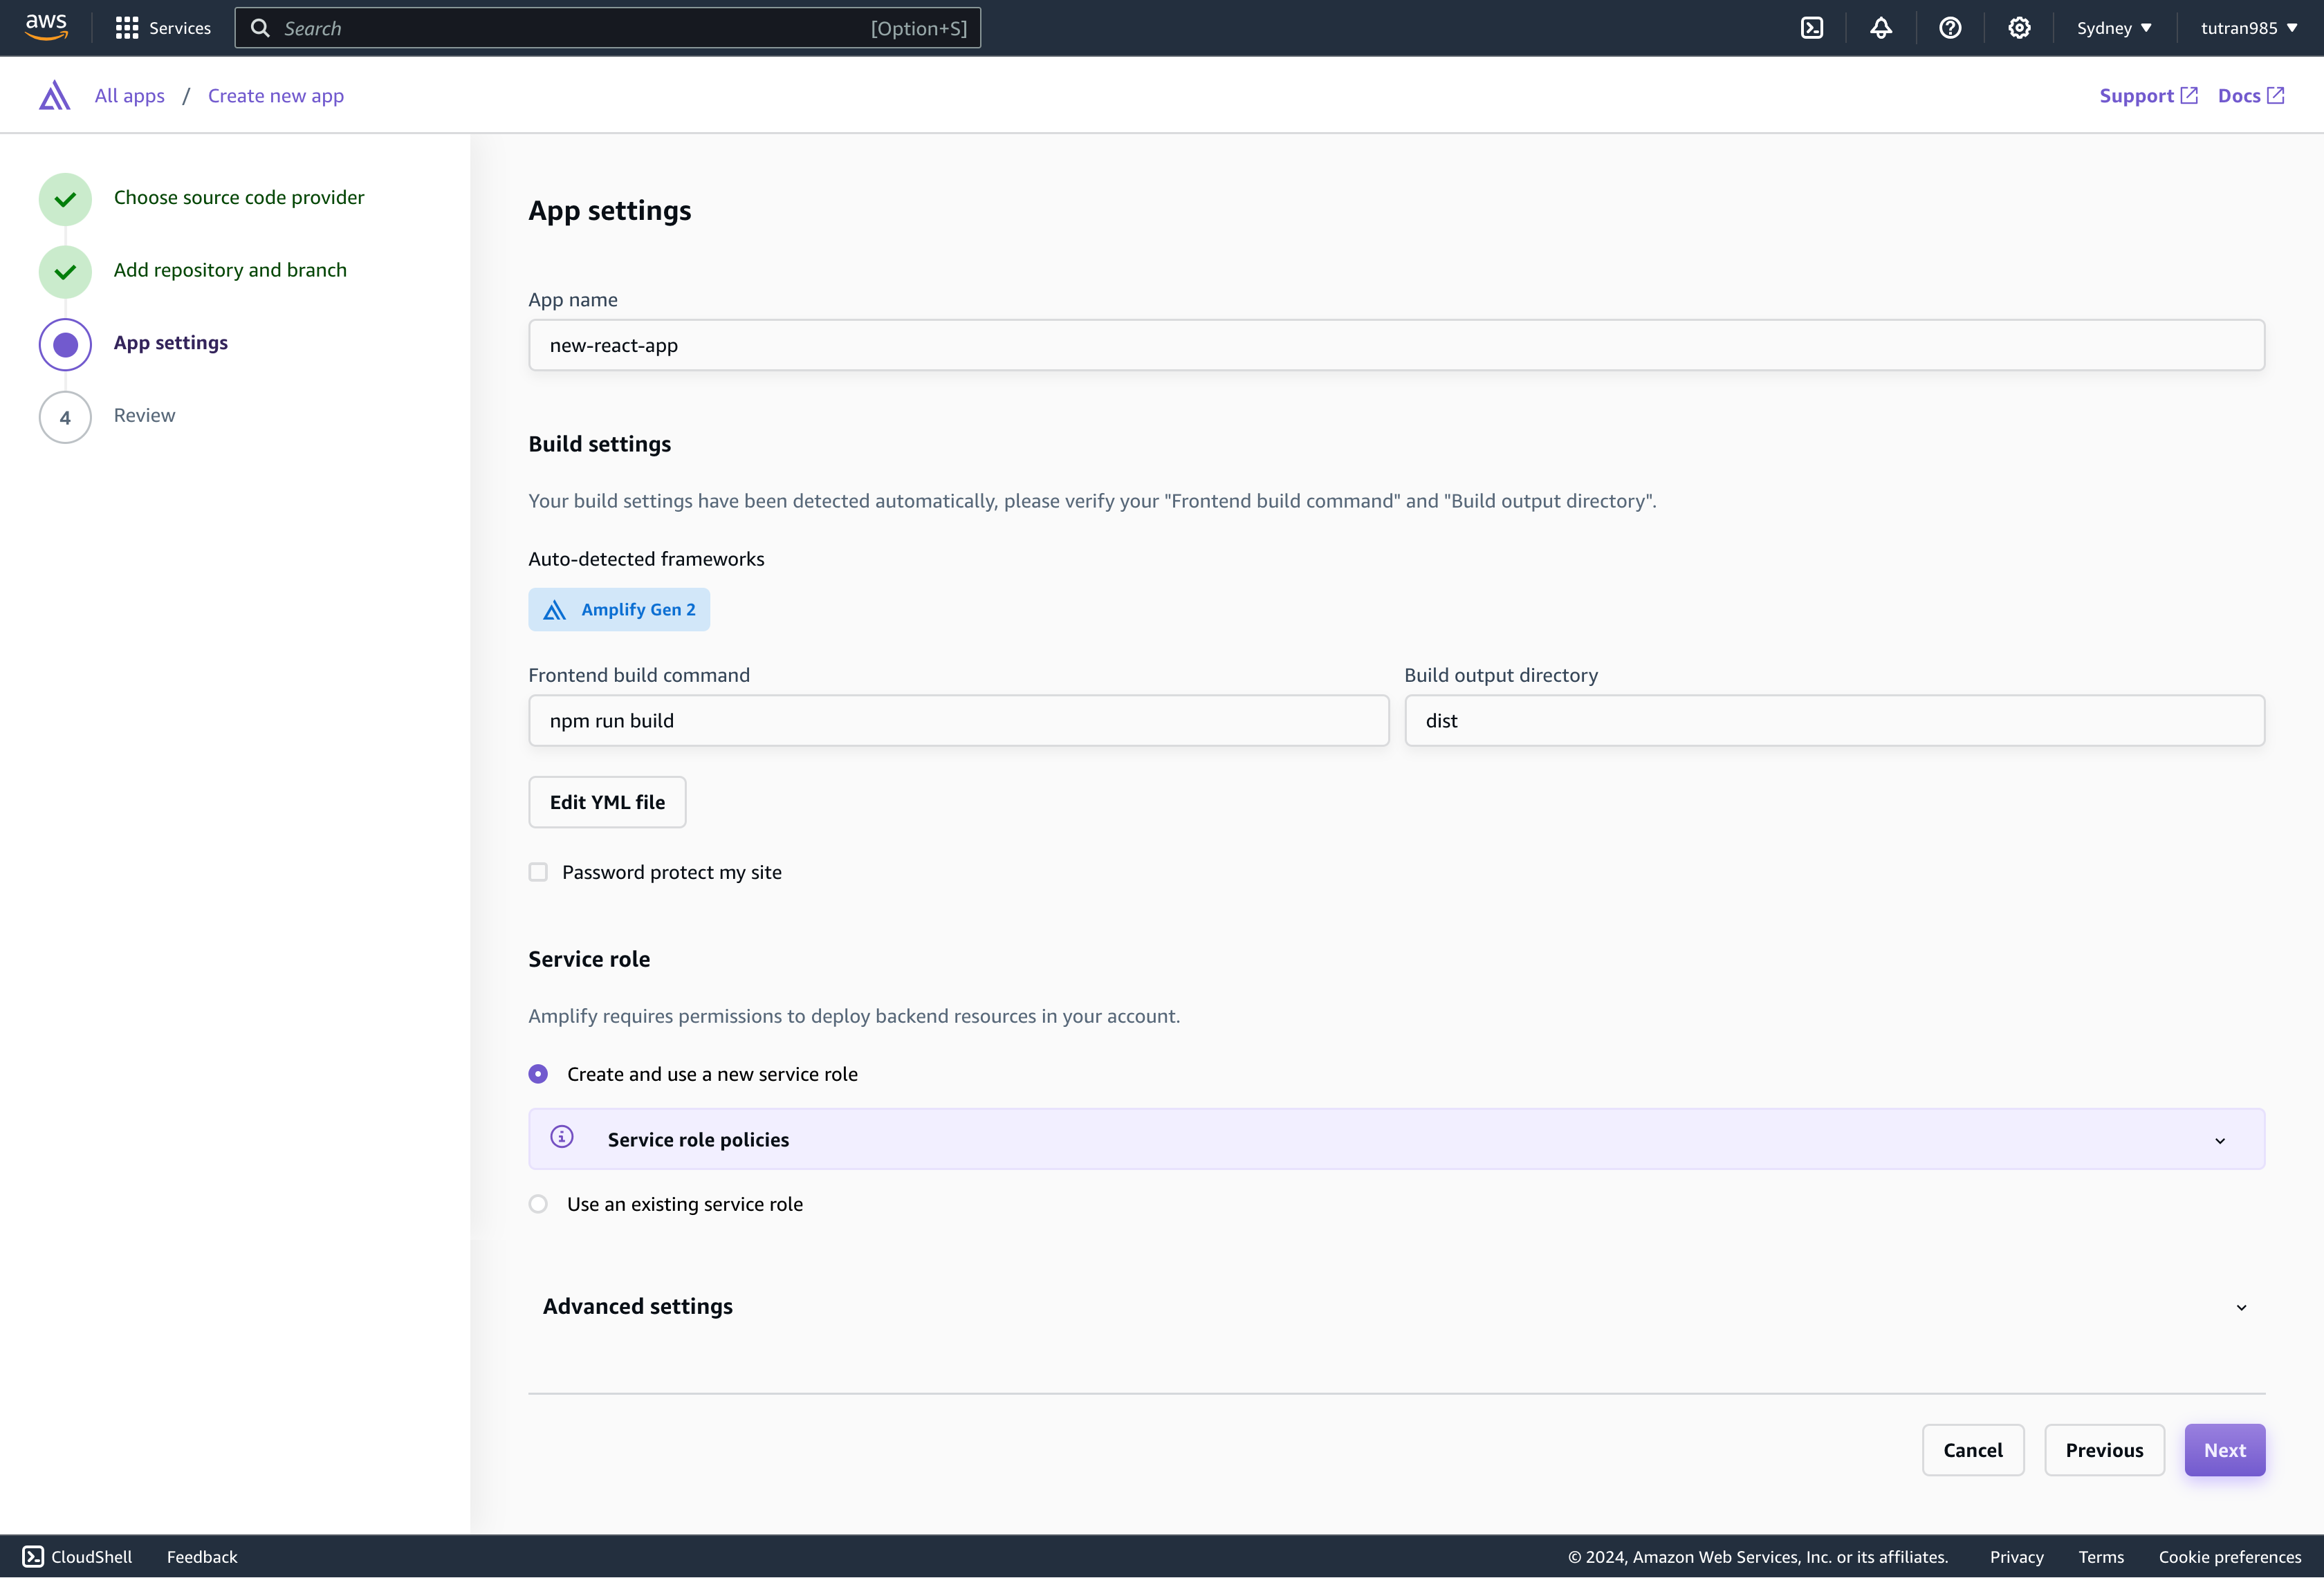 aws
Services
Search
[Option+S]
Sydney
tutran985
All apps / Create new app
Support
Docs
Choose source code provider
Add repository and branch
App settings
4
Review
App settings
App name
new-react-app
Build settings
Your build settings have been detected automatically, please verify your "Frontend build command" and "Build output directory".
Auto-detected frameworks
Amplify Gen 2
Frontend build command
npm run build
Build output directory
dist
Edit YML file
Password protect my site
Service role
Amplify requires permissions to deploy backend resources in your account.
Create and use a new service role
Service role policies
Use an existing service role
Advanced settings
Cancel
Previous
Next
CloudShell
Feedback
© 2024, Amazon Web Services, Inc. or its affiliates.
Privacy
Terms
Cookie preferences